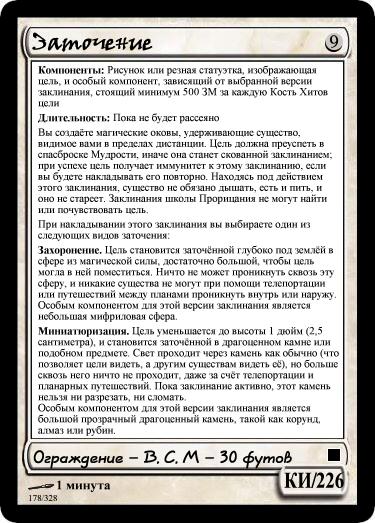 Заточение
9
Компоненты: Рисунок или резная статуэтка, изображающая
цель, и особый компонент, зависящий от выбранной версии
заклинания, стоящий минимум 500 ЗМ за каждую Кость Хитов
цели
Длительность: Пока не будет рассеяно
Вы создаёте магические оковы, удерживающие существо,
видимое вами в пределах дистанции. Цель должна преуспеть в
спасброске Мудрости, иначе она станет скованной заклинанием;
при успехе цель получает иммунитет к этому заклинанию, если
вы будете накладывать его повторно. Находясь под действием
этого заклинания, существо не обязано дышать, есть и пить, и
оно не стареет. Заклинания школы Прорицания не могут найти
или почувствовать цель.
При накладывании этого заклинания вы выбираете один из
следующих видов заточения:
Захоронение. Цель становится заточённой глубоко под землёй в
сфере из магической силы, достаточно большой, чтобы цель
могла в ней поместиться. Ничто не может проникнуть сквозь эту
сферу, и никакие существа не могут при помощи телепортации
или путешествий между планами проникнуть внутрь или наружу.
Особым компонентом для этой версии заклинания является
небольшая мифриловая сфера.
Миниатюризация. Цель уменьшается до высоты 1 дюйм (2,5
сантиметра), и становится заточённой в драгоценном камне или
подобном предмете. Свет проходит через камень как обычно (что
позволяет цели видеть, а другим существам видеть её), но больше
сквозь него ничто не проходит, даже за счёт телепортации и
планарных путешествий. Пока заклинание активно, этот камень
нельзя ни разрезать, ни сломать.
Особым компонентом для этой версии заклинания является
большой прозрачный драгоценный камень, такой как корунд,
алмаз или рубин.
Ограждение – В, С, М – 30 футов
КИ/226
1 минута
178/328